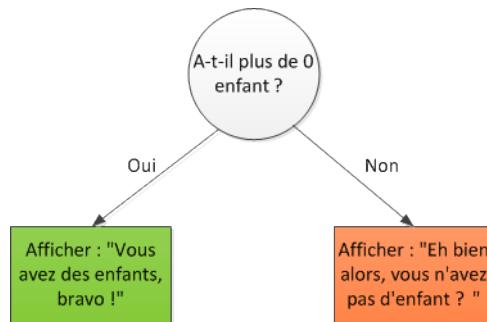 A-t-il plus de 0
enfant ?
Oui
Non
Afficher : "Vous
avez des enfants,
bravo !"
Afficher : "Eh bien
alors, vous n'avez
pas d'enfant ? "